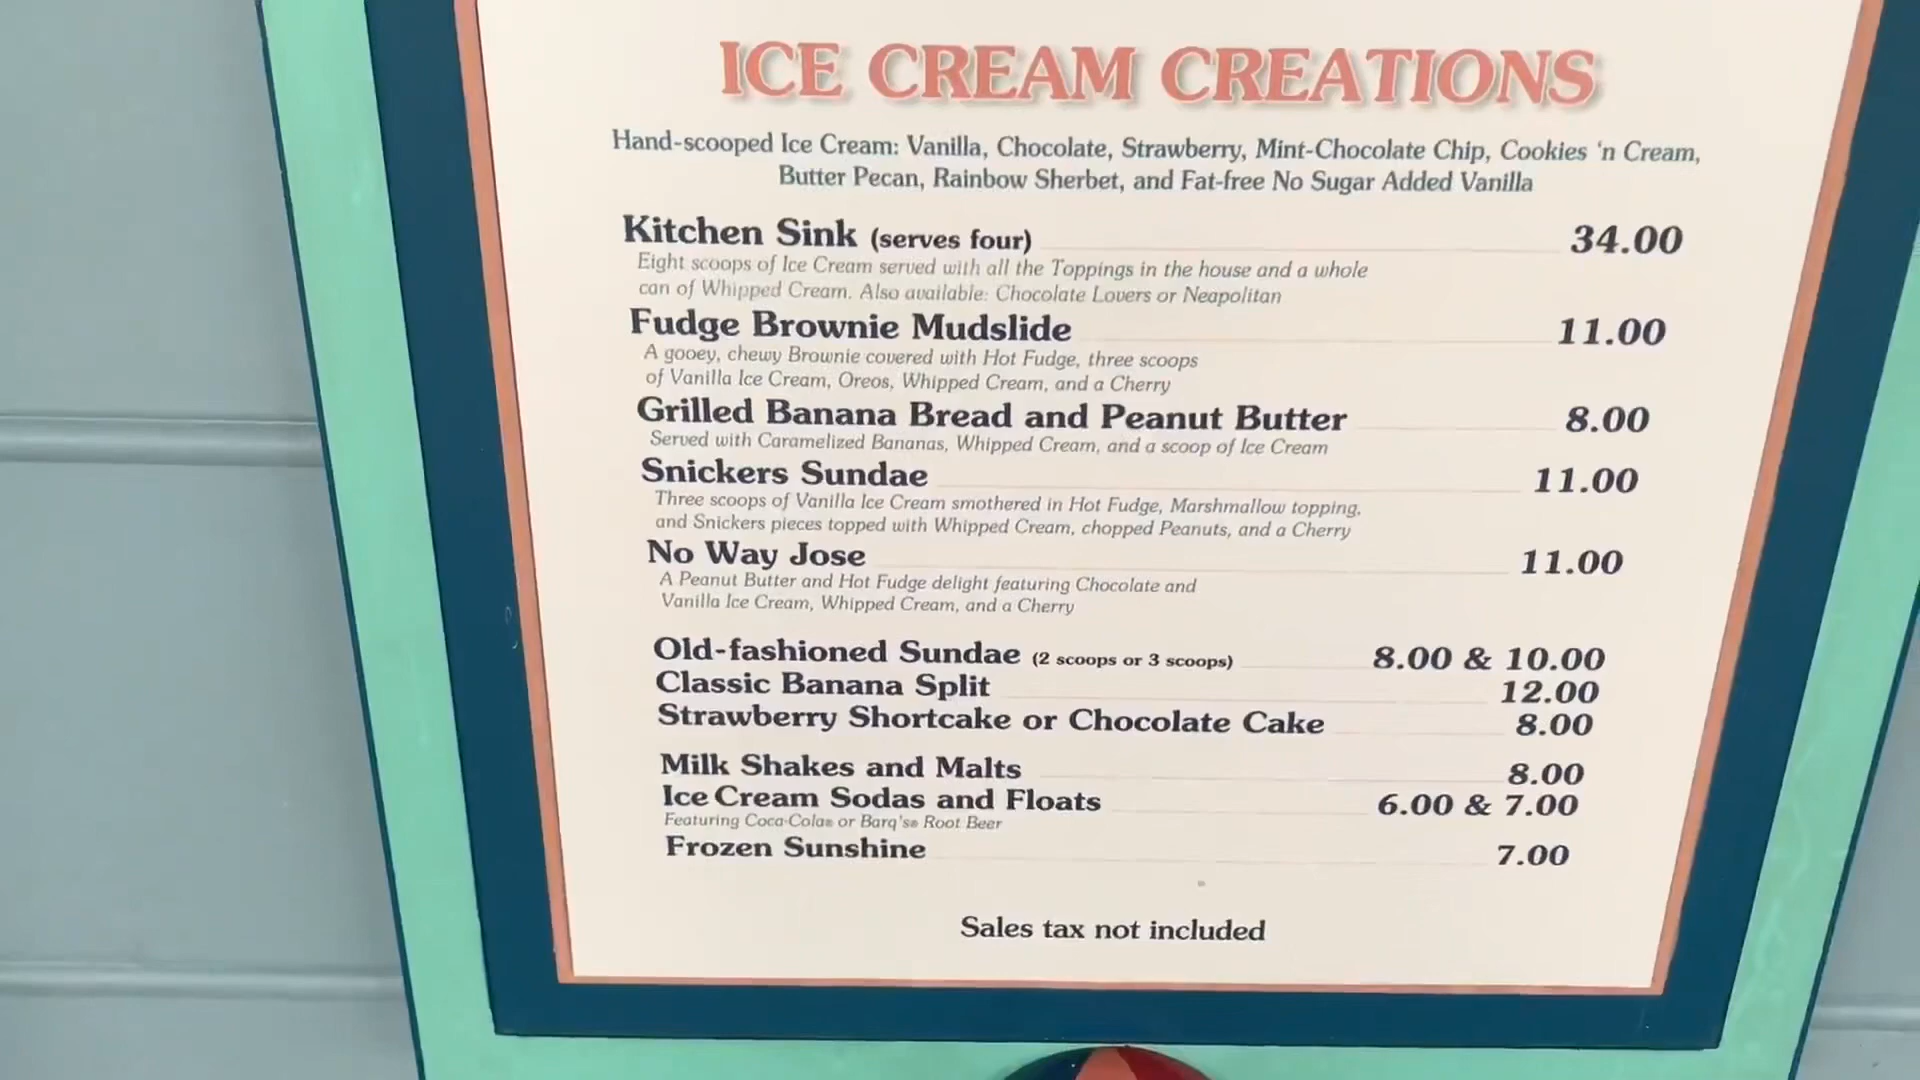 ICE CREAM CREATIONS
Hand-scooped Ice Cream: Vanilla, Chocolate, Strawberry, Mint-Chocolate Chip, Cookies 'n Cream,
Butter Pecan, Rainbow Sherbet, and Fat-free No Sugar Added Vanilla
Kitchen Sink (serves four) 34.00
Eight scoops of Ice Cream served with all the Toppings in the house and a whole
can of Whipped Cream. Also available: Chocolate Lovers or Neapolitan
Fudge Brownie Mudslide 11.00
A gooey, chewy Brownie covered with Hot Fudge, three scoops
of Vanilla Ice Cream, Oreos, Whipped Cream, and a Cherry
Grilled Banana Bread and Peanut Butter 8.00
Served with Caramelized Bananas, Whipped Cream, and a scoop of Ice Cream
Snickers Sundae 11.00
Three scoops of Vanilla Ice Cream smothered in Hot Fudge, Marshmallow topping,
and Snickers pieces topped with Whipped Cream, chopped Peanuts, and a Cherry
No Way Jose 11.00
A Peanut Butter and Hot Fudge delight featuring Chocolate and
Vanilla Ice Cream, Whipped Cream, and a Cherry
Old-fashioned Sundae (2 scoops or 3 scoops) 8.00 & 10.00
Classic Banana Split 12.00
Strawberry Shortcake or Chocolate Cake 8.00
Milk Shakes and Malts 8.00
Ice Cream Sodas and Floats 6.00 & 7.00
Featuring Coca-Cola® or Barq's® Root Beer
Frozen Sunshine 7.00
Sales tax not included